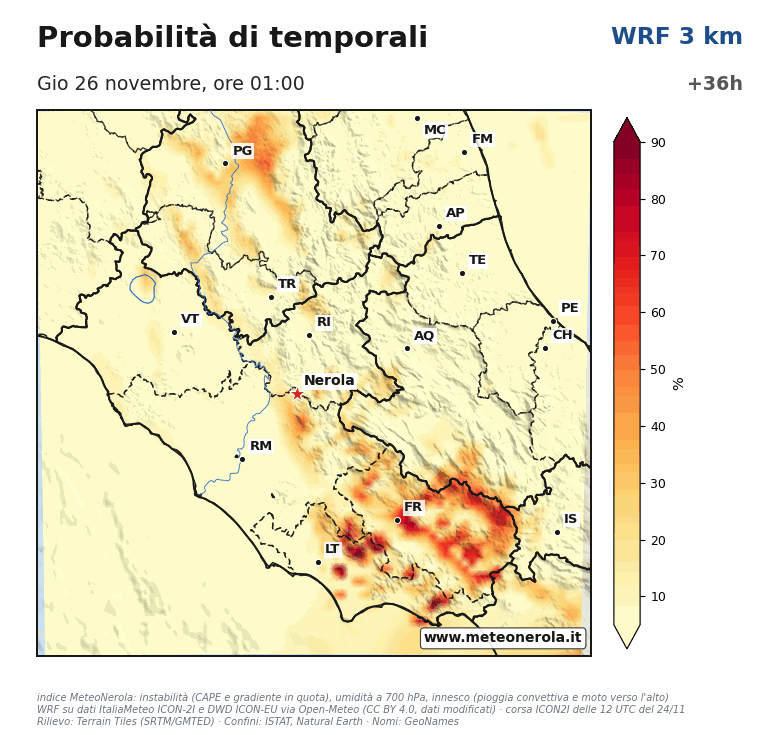 Probabilità di temporali
WRF 3 km
Gio 26 novembre, ore 01:00
+36h
MC
FM
PG
AP
TE
TR
PE
VT
RI
AQ
CH
Nerola
RM
FR
IS
LT
www.meteonerola.it
90
80
70
60
50
40
30
20
10
%
indice MeteoNerola: instabilità (CAPE e gradiente in quota), umidità a 700 hPa, innesco (pioggia convettiva e moto verso l'alto)
WRF su dati ItaliaMeteo ICON-2I e DWD ICON-EU via Open-Meteo (CC BY 4.0, dati modificati) · corsa ICON2I delle 12 UTC del 24/11
Rilievo: Terrain Tiles (SRTM/GMTED) · Confini: ISTAT, Natural Earth · Nomi: GeoNames